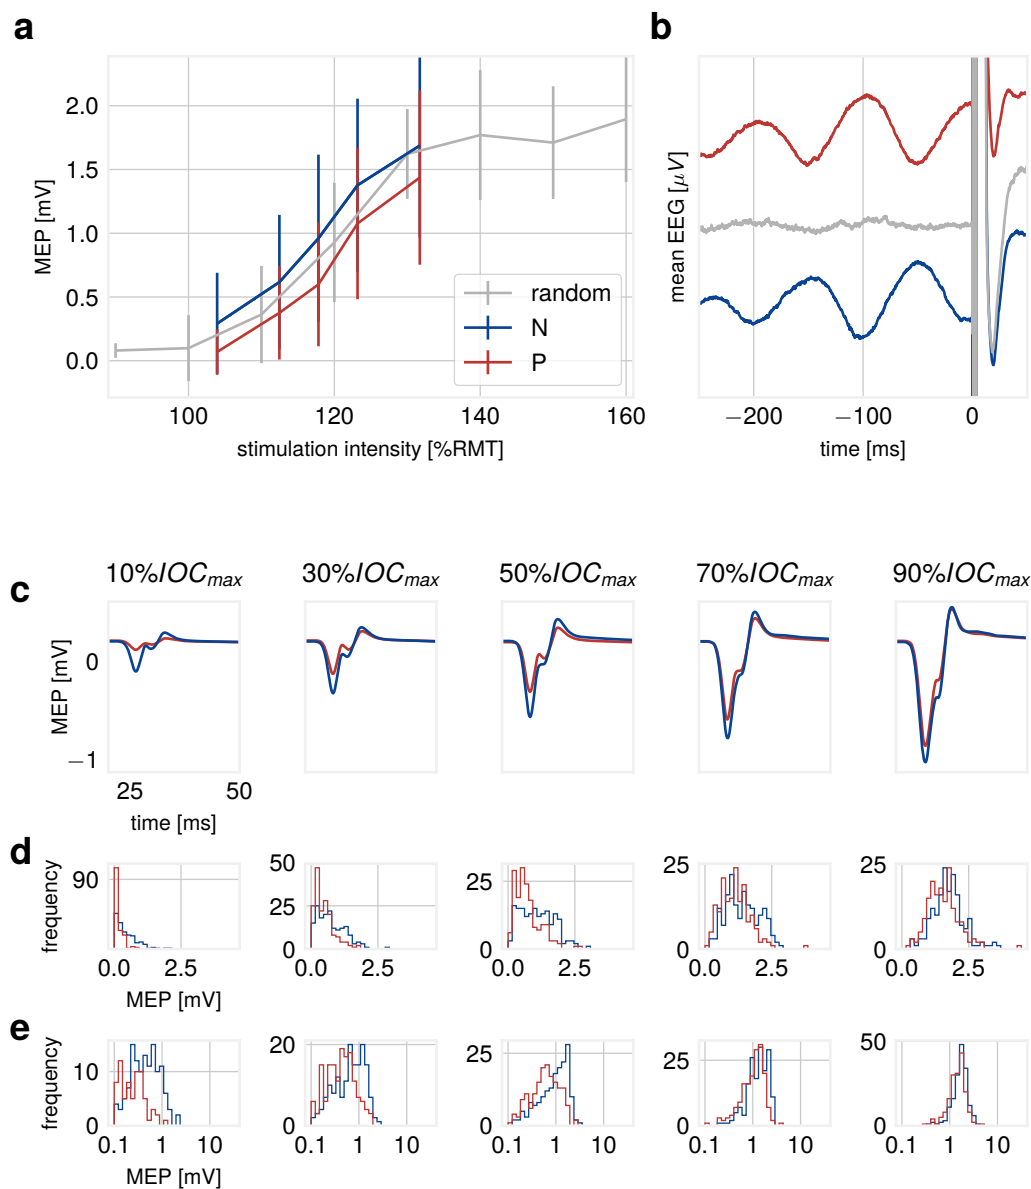 a
b
MEP [mV]
2.0
1.5
1.0
0.5
0.0
random
N
P
100
120
140
160
stimulation intensity [%RMT]
mean EEG [μV]
−200
−100
0
time [ms]
c
10%IOCmax
30%IOCmax
50%IOCmax
70%IOCmax
90%IOCmax
MEP [mV]
0
−1
25
50
time [ms]
d
frequency
90
50
25
0
25
0
25
0
25
0
0.0 2.5
0.0 2.5
0.0 2.5
0.0 2.5
0.0 2.5
MEP [mV]
e
frequency
10
0
20
0
25
0
25
0
50
0
0.1 1 10
0.1 1 10
0.1 1 10
0.1 1 10
0.1 1 10
MEP [mV]